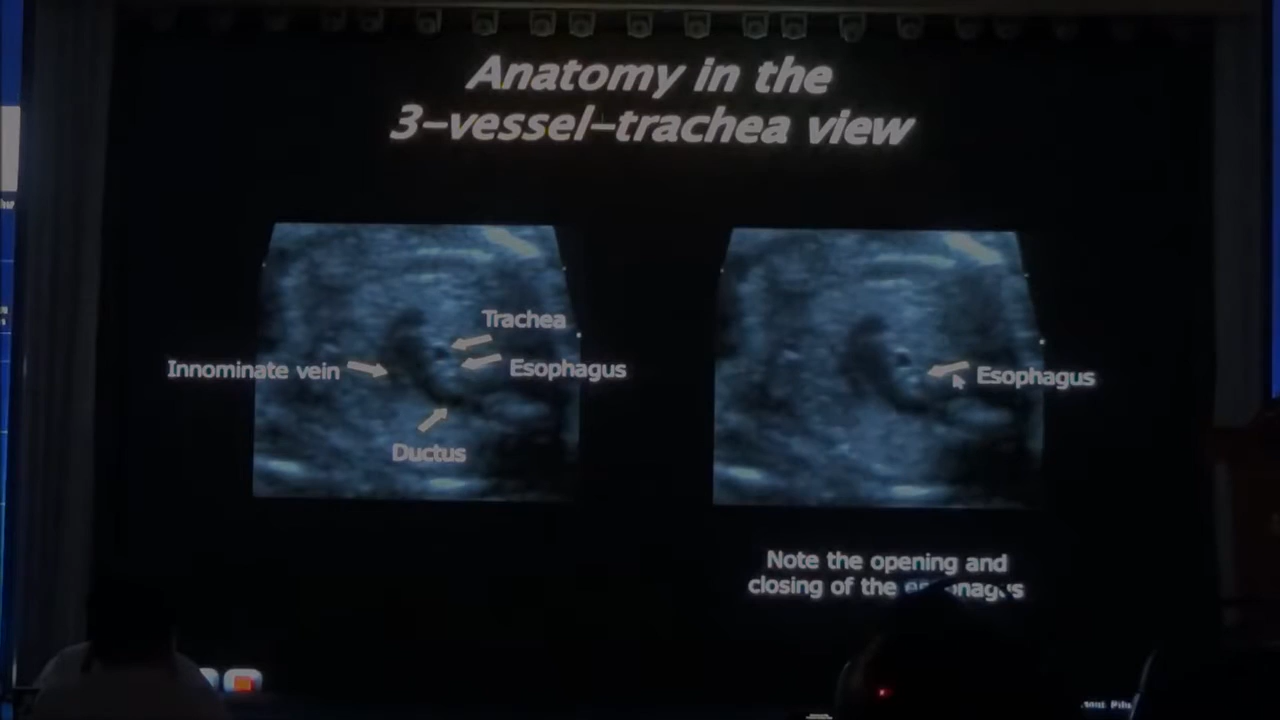 Anatomy in the
3-vessel-trachea view
Trachea
Innominate vein
Esophagus
Ductus
Esophagus
Note the opening and
closing of the